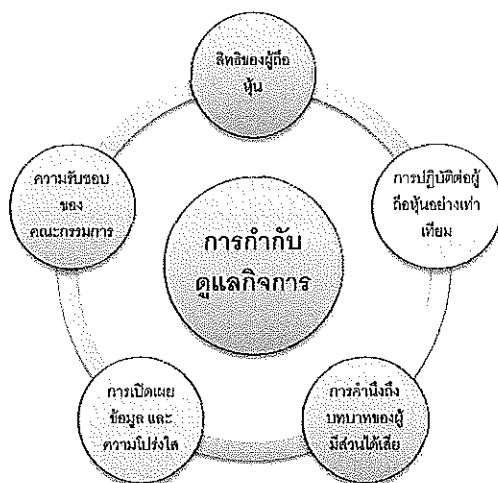 สิทธิของผู้ถือ
หุ้น
การปฏิบัติต่อผู้
ถือหุ้นอย่างเท่า
เทียม
การคำนึงถึง
บทบาทของผู้
มีส่วนได้เสีย
การเปิดเผย
ข้อมูล และ
ความโปร่งใส
ความรับชอบ
ของ
คณะกรรมการ
การกำกับ
ดูแลกิจการ